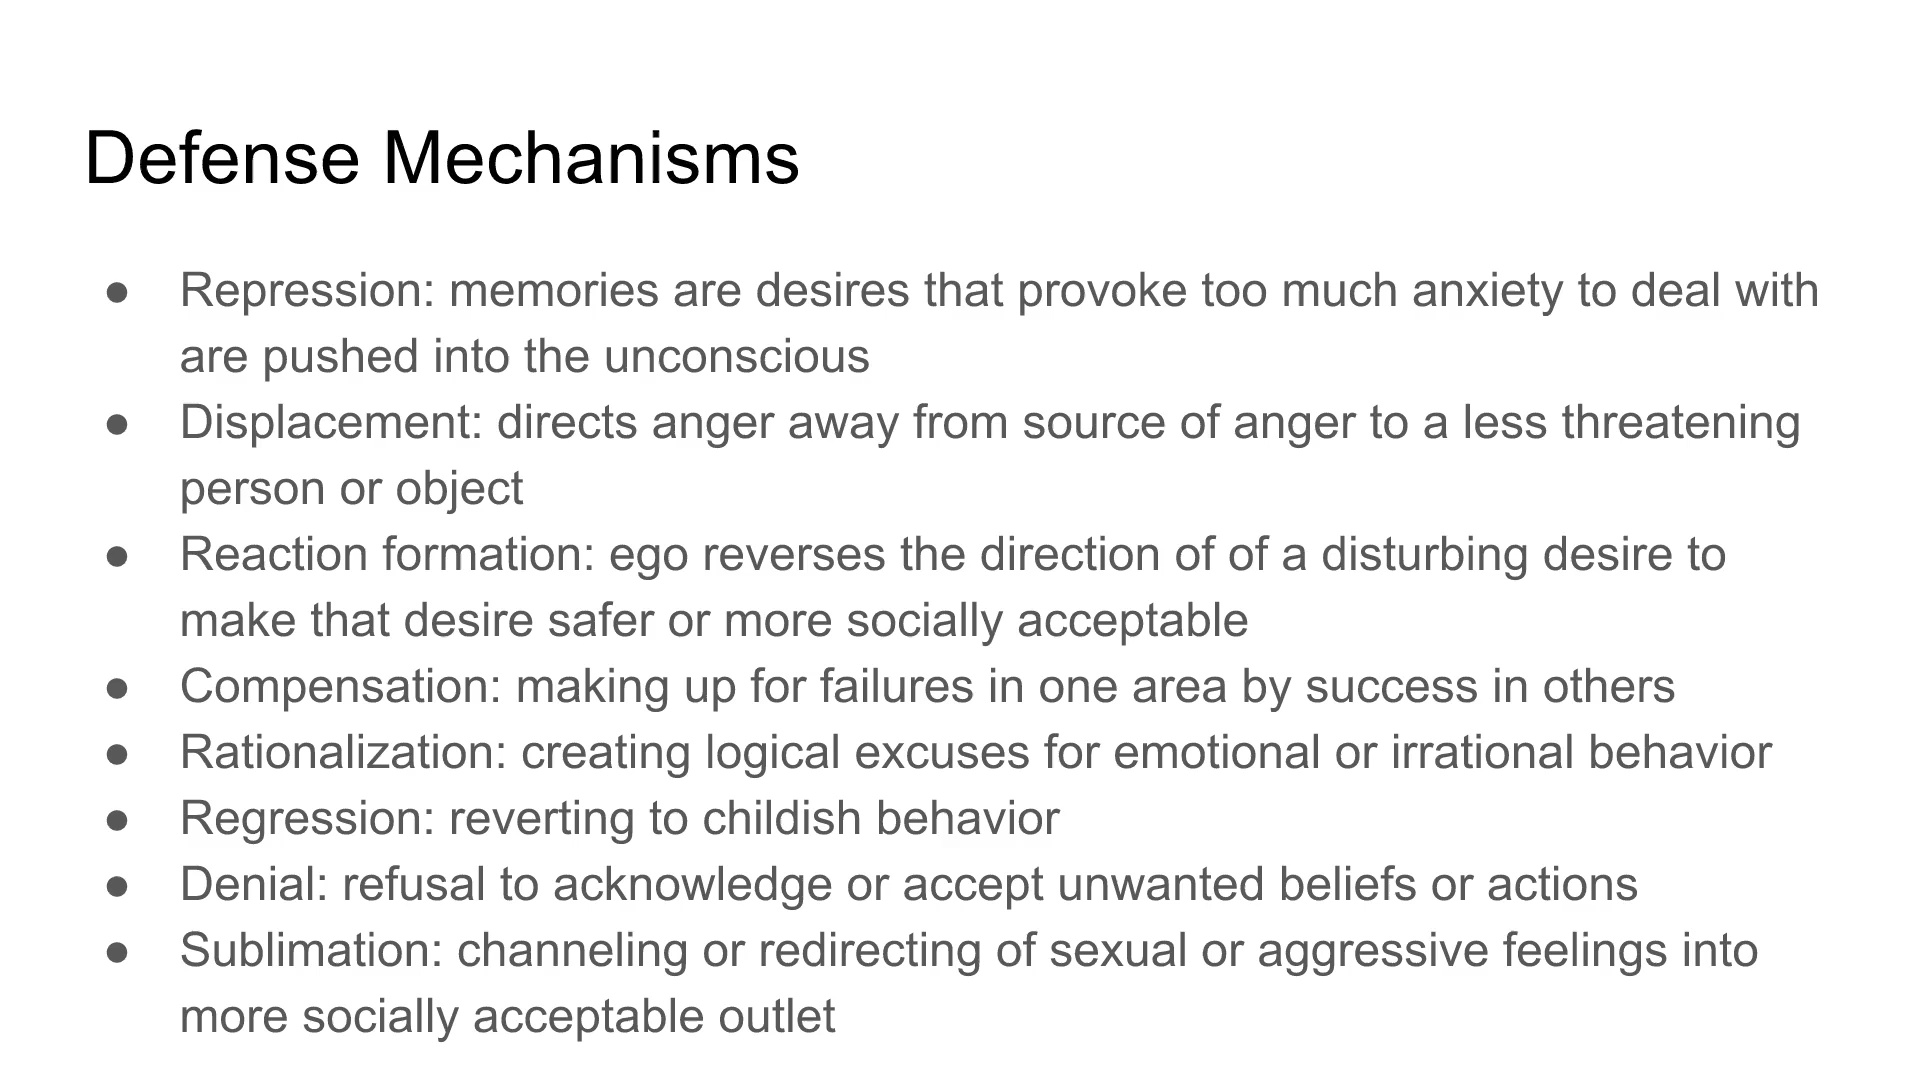 Defense Mechanisms
● Repression: memories are desires that provoke too much anxiety to deal with
are pushed into the unconscious
● Displacement: directs anger away from source of anger to a less threatening
person or object
● Reaction formation: ego reverses the direction of of a disturbing desire to
make that desire safer or more socially acceptable
● Compensation: making up for failures in one area by success in others
● Rationalization: creating logical excuses for emotional or irrational behavior
● Regression: reverting to childish behavior
● Denial: refusal to acknowledge or accept unwanted beliefs or actions
● Sublimation: channeling or redirecting of sexual or aggressive feelings into
more socially acceptable outlet